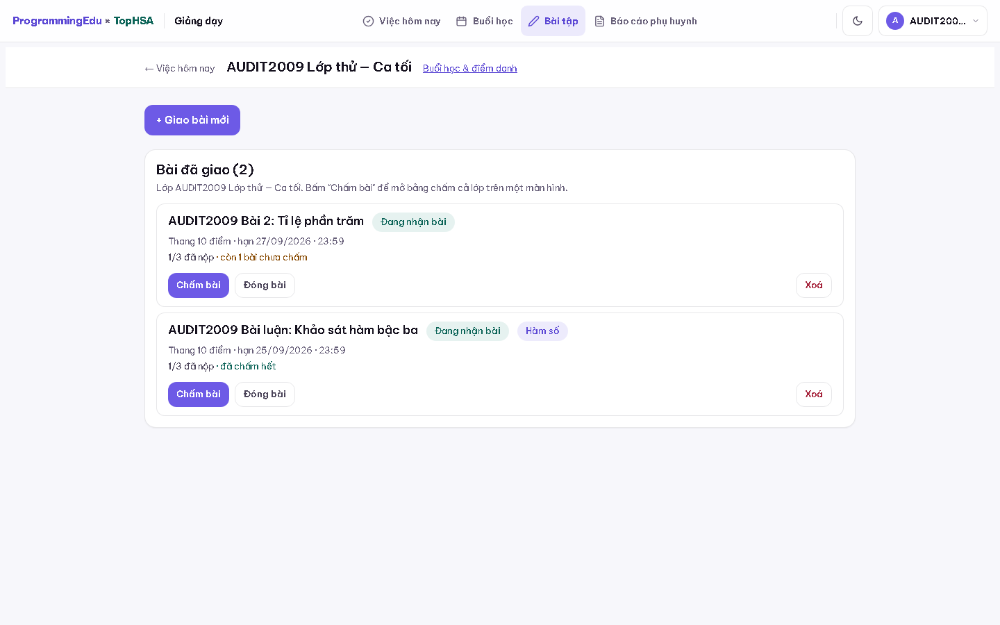 ProgrammingEdu × TopHSA
Giảng dạy
Việc hôm nay
Buổi học
Bài tập
Báo cáo phụ huynh
A
AUDIT200...
← Việc hôm nay
AUDIT2009 Lớp thử — Ca tối
Buổi học & điểm danh
+ Giao bài mới
Bài đã giao (2)
Lớp AUDIT2009 Lớp thử — Ca tối. Bấm "Chấm bài" để mở bảng chấm cả lớp trên một màn hình.
AUDIT2009 Bài 2: Tỉ lệ phần trăm
Đang nhận bài
Thang 10 điểm · hạn 27/09/2026 · 23:59
1/3 đã nộp · còn 1 bài chưa chấm
Chấm bài
Đóng bài
Xoá
AUDIT2009 Bài luận: Khảo sát hàm bậc ba
Đang nhận bài
Hàm số
Thang 10 điểm · hạn 25/09/2026 · 23:59
1/3 đã nộp · đã chấm hết
Chấm bài
Đóng bài
Xoá